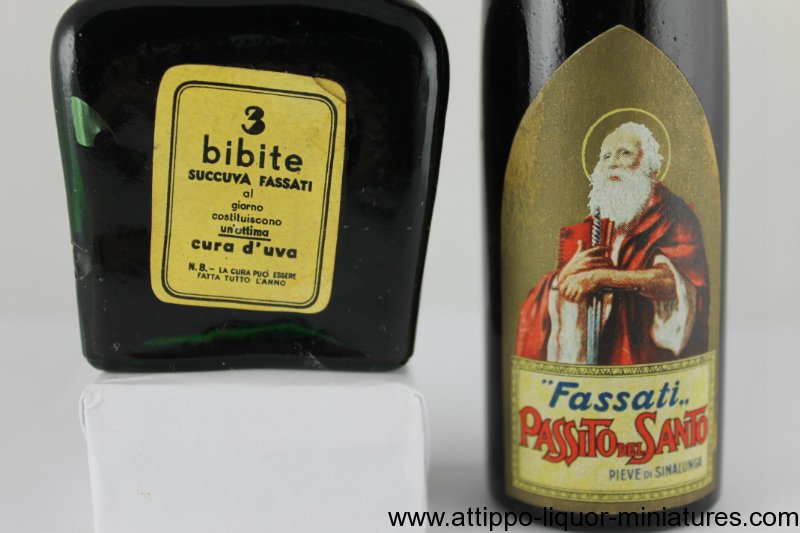 3
bibite
SUCCUVA FASSATI
al
giorno
costituiscono
un'ottima
cura d'uva
N.B.- LA CURA PUO' ESSERE
FATTA TUTTO L'ANNO
"Fassati„
PASSITO DEL SANTO
PIEVE DI SINALUNGA
www.attippo-liquor-miniatures.com